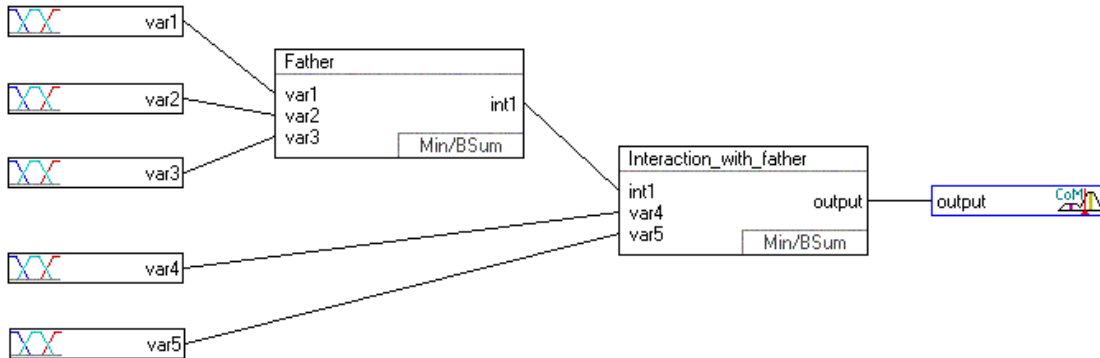 var1
var2
var3
var4
var5
Father
var1
var2
var3
int1
Min/BSum
Interaction_with_father
int1
var4
var5
output
Min/BSum
output
CoM